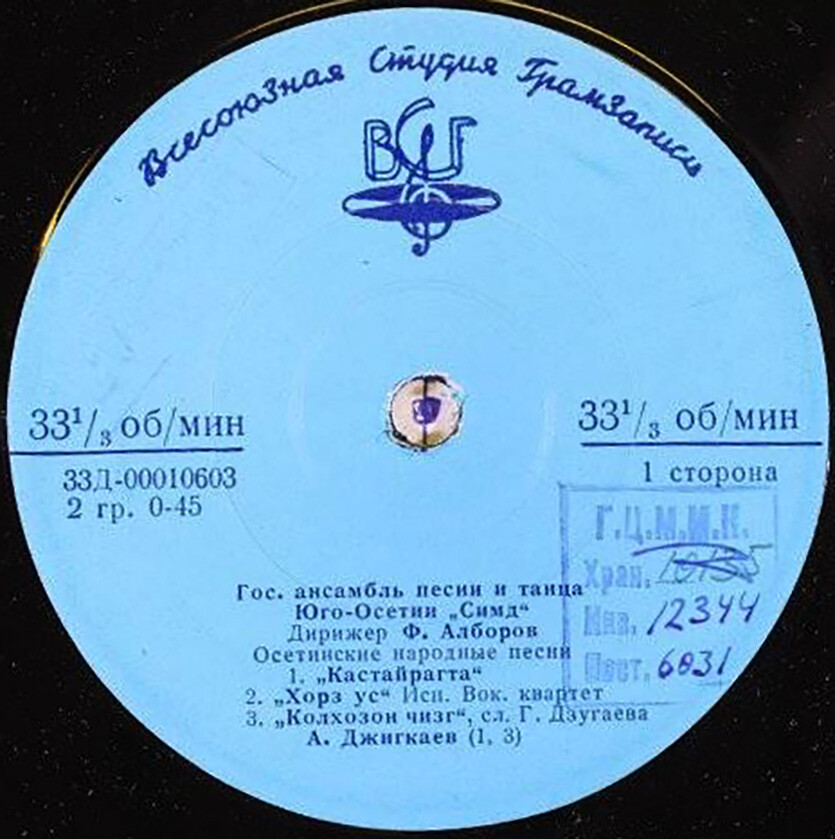 Всесоюзная Студия Грамзаписи
ВСГ
33¹/₃ об/мин
33Д-00010603
2 гр. 0-45
33¹/₃ об/мин
1 сторона
Г.Ц.М.М.К.
Хран.
Инв. 12344
Пост. 6031
Гос. ансамбль песни и танца
Юго-Осетии „Симд“
Дирижер Ф. Алборов
Осетинские народные песни
1. „Кастайрагта“
2. „Хорз ус“ Исп. Вок. квартет
3. „Колхозон чизг“, сл. Г. Дзугаева
А. Джигкаев (1, 3)